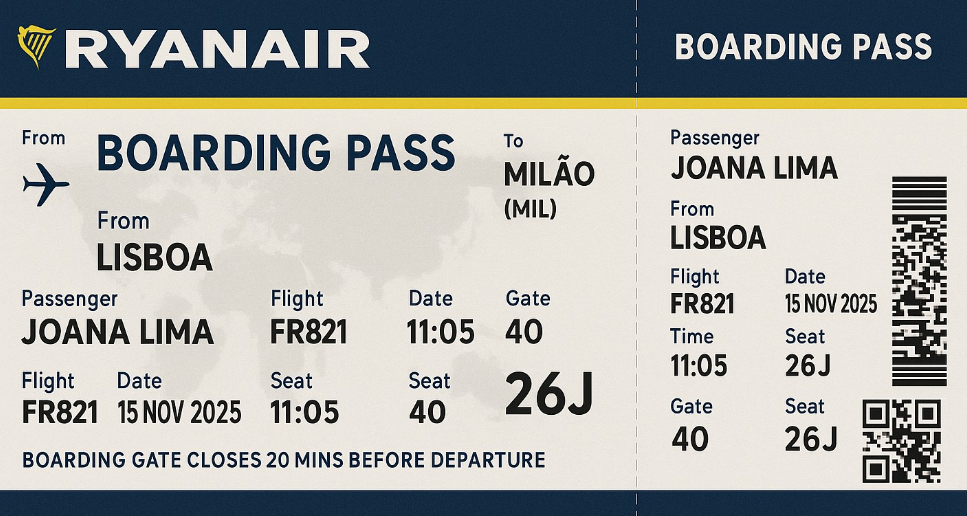 RYANAIR
BOARDING PASS
From
BOARDING PASS
To
MILÃO
(MIL)
From
LISBOA
Passenger Flight Date Gate
JOANA LIMA FR821 11:05 40
Flight Date Seat Seat
FR821 15 NOV 2025 11:05 40 26J
BOARDING GATE CLOSES 20 MINS BEFORE DEPARTURE
Passenger
JOANA LIMA
From
LISBOA
Flight Date
FR821 15 NOV 2025
Time Seat
11:05 26J
Gate Seat
40 26J